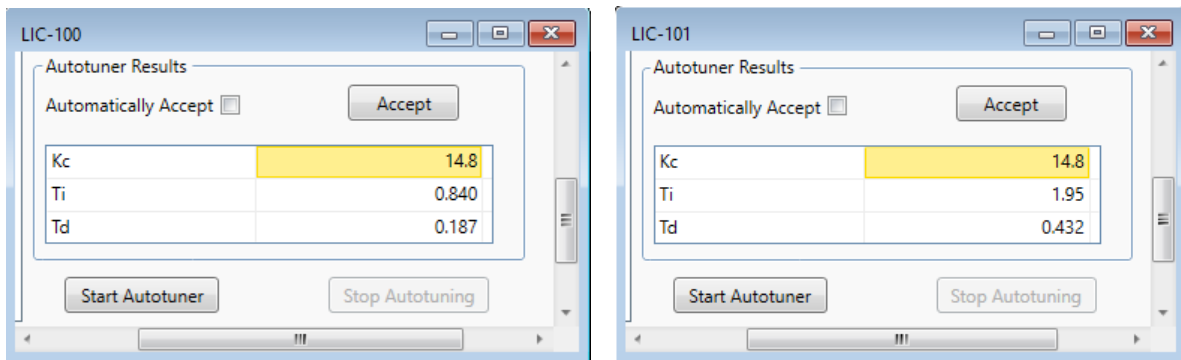 LIC-100
Autotuner Results
Automatically Accept Accept
Kc 14.8
Ti 0.840
Td 0.187
Start Autotuner Stop Autotuning
LIC-101
Autotuner Results
Automatically Accept Accept
Kc 14.8
Ti 1.95
Td 0.432
Start Autotuner Stop Autotuning